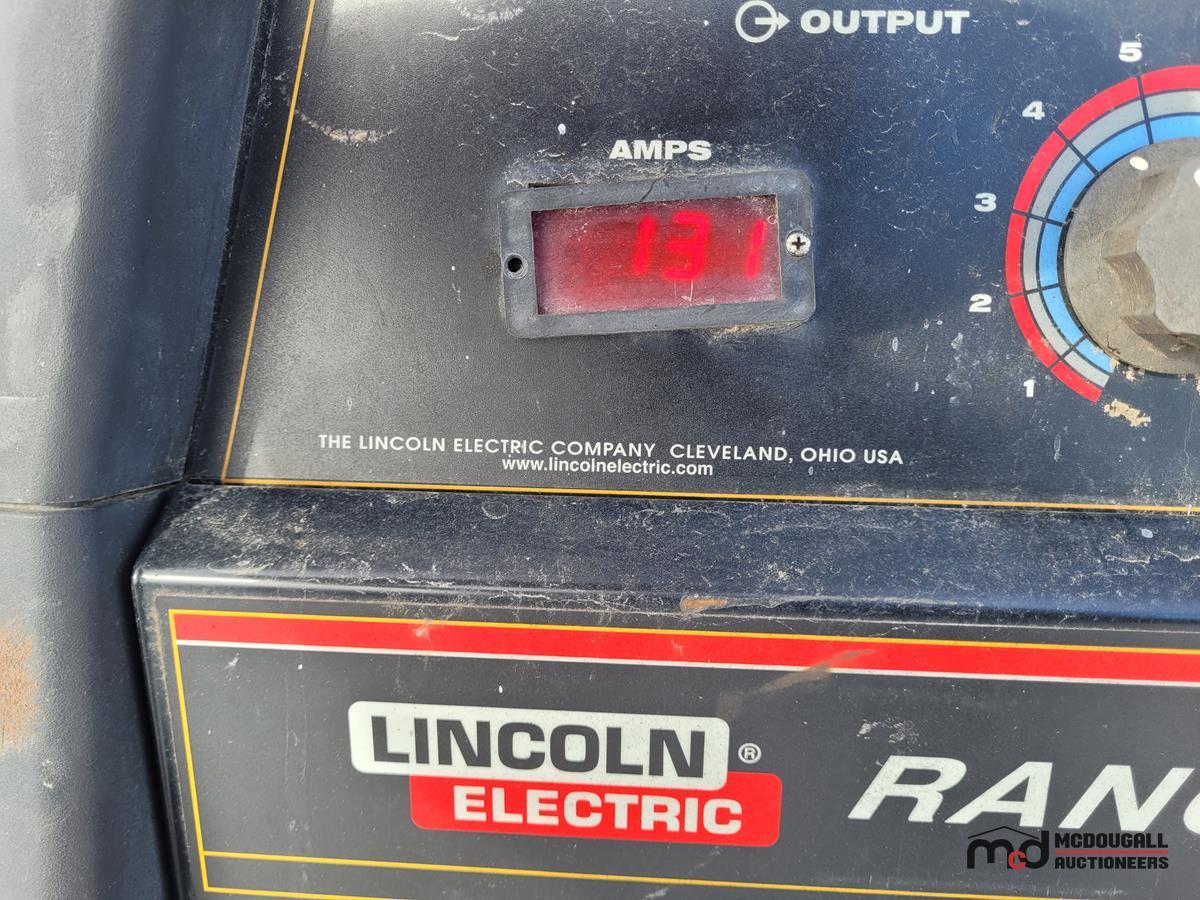 OUTPUT
AMPS
131
5
4
3
2
1
THE LINCOLN ELECTRIC COMPANY CLEVELAND, OHIO USA
www.lincolnelectric.com
LINCOLN ®
ELECTRIC
RAN
mcd MCDOUGALL
AUCTIONEERS